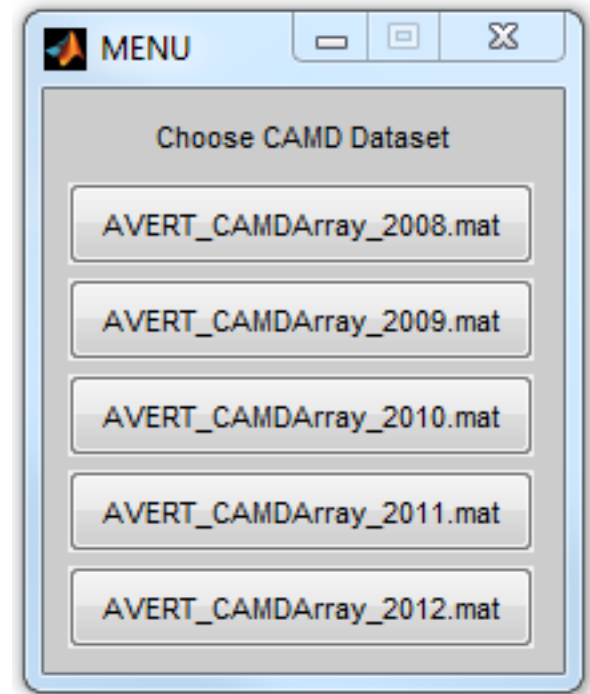 MENU
Choose CAMD Dataset
AVERT_CAMDArray_2008.mat
AVERT_CAMDArray_2009.mat
AVERT_CAMDArray_2010.mat
AVERT_CAMDArray_2011.mat
AVERT_CAMDArray_2012.mat